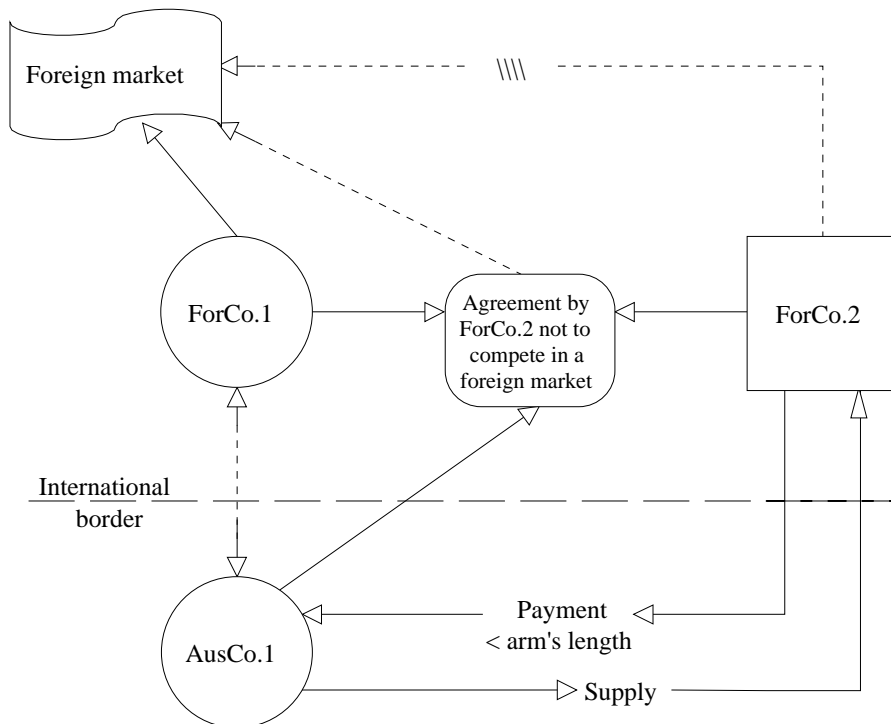 Foreign market
ForCo.1
Agreement by
ForCo.2 not to
compete in a
foreign market
ForCo.2
International
border
Payment
< arm's length
AusCo.1
Supply